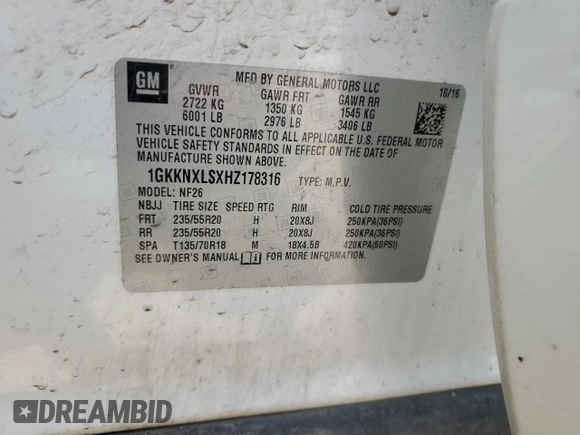 GM
MFD BY GENERAL MOTORS LLC
10/16
GVWR GAWR FRT GAWR RR
2722 KG 1350 KG 1545 KG
6001 LB 2976 LB 3406 LB
THIS VEHICLE CONFORMS TO ALL APPLICABLE U.S. FEDERAL MOTOR
VEHICLE SAFETY STANDARDS IN EFFECT ON THE DATE OF
MANUFACTURE SHOWN ABOVE.
1GKKNXLSXHZ178316 TYPE: M.P.V.
MODEL: NF26
NBJJ TIRE SIZE SPEED RTG RIM COLD TIRE PRESSURE
FRT 235/55R20 H 20X8J 250KPA(36PSI)
RR 235/55R20 H 20X8J 250KPA(36PSI)
SPA T135/70R18 M 18X4.5B 420KPA(60PSI)
SEE OWNER'S MANUAL FOR MORE INFORMATION
DREAMBID